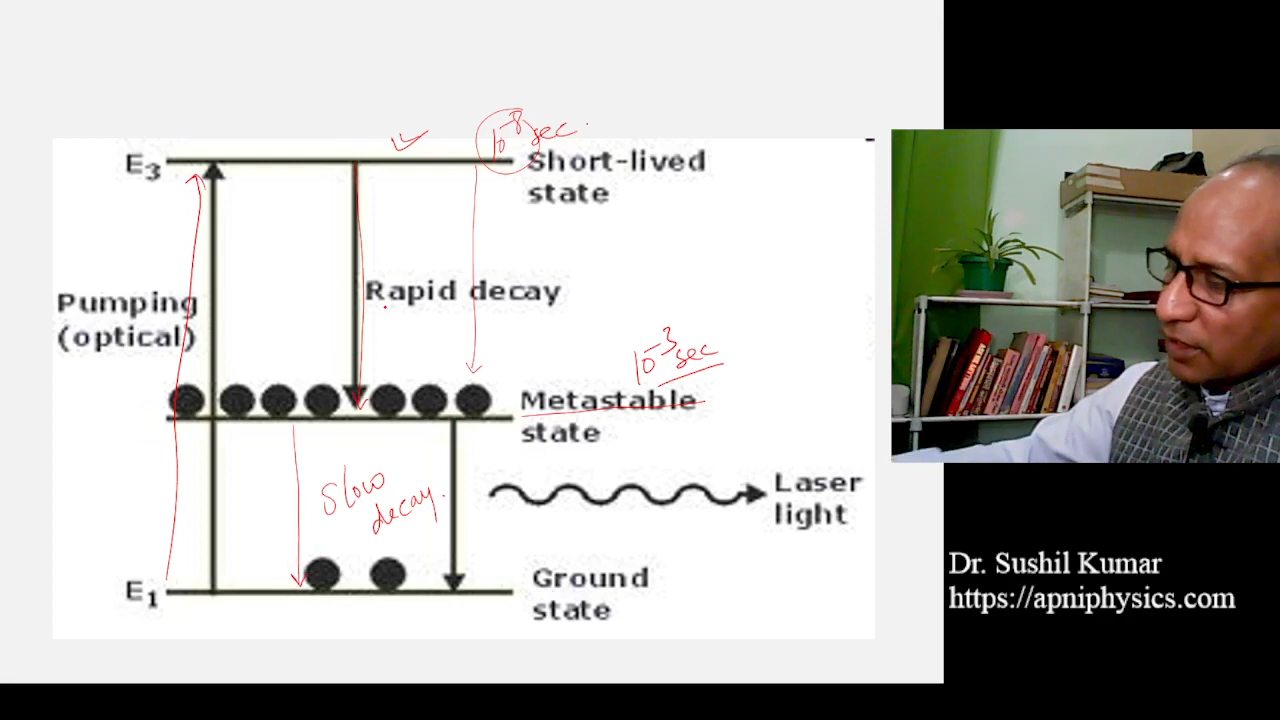 10⁻⁸ sec.
E₃
Short-lived
state
Pumping
(optical)
Rapid decay
10⁻³ sec
Metastable
state
Slow
decay.
Laser
light
E₁
Ground
state
Dr. Sushil Kumar
https://apniphysics.com